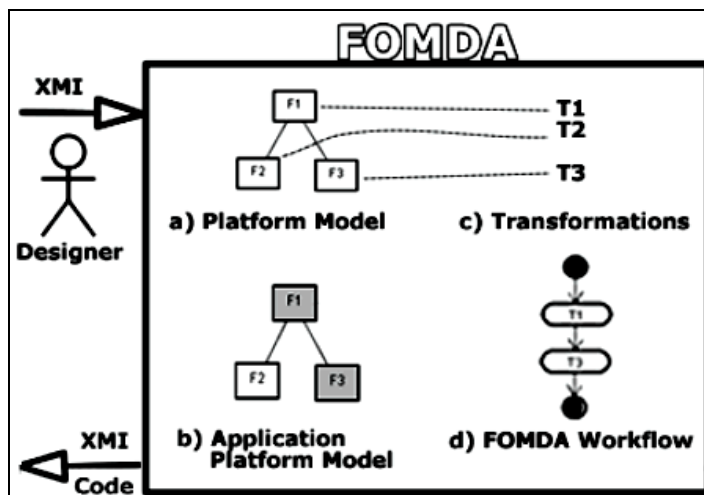 FOMDA
XMI
F1
T1
T2
F2
F3
T3
a) Platform Model
c) Transformations
Designer
F1
T1
F2
F3
T3
XMI
b) Application
Platform Model
d) FOMDA Workflow
Code